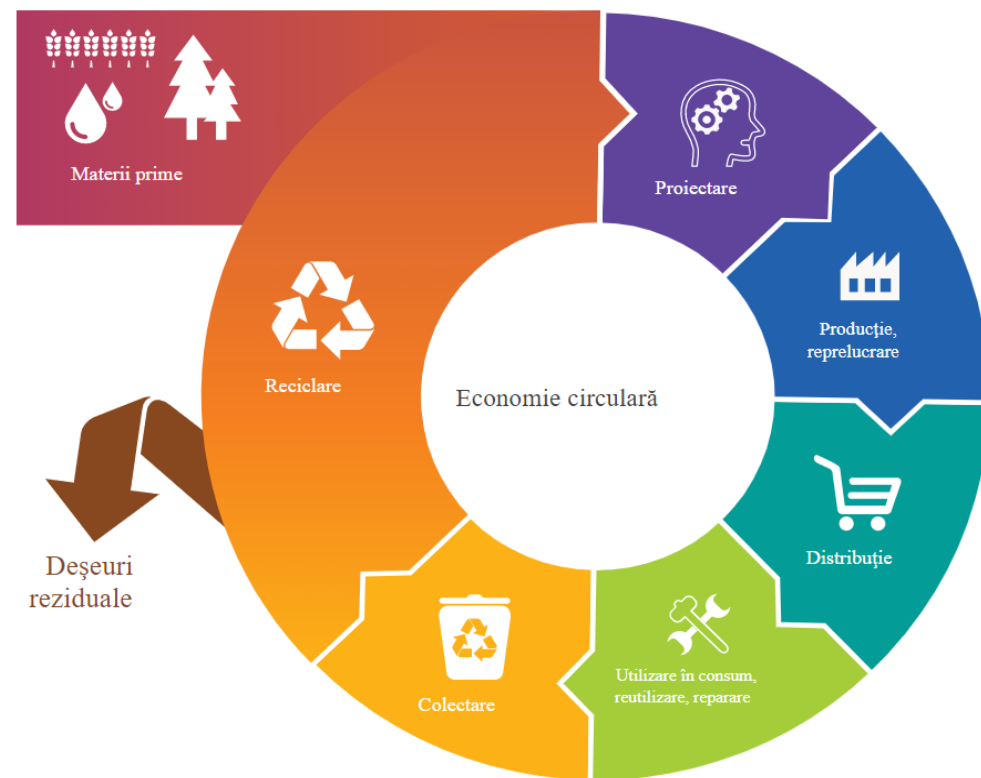 Materii prime
Proiectare
Producţie,
reprelucrare
Reciclare
Economie circulară
Distribuţie
Deşeuri
reziduale
Utilizare în consum,
reutilizare, reparare
Colectare